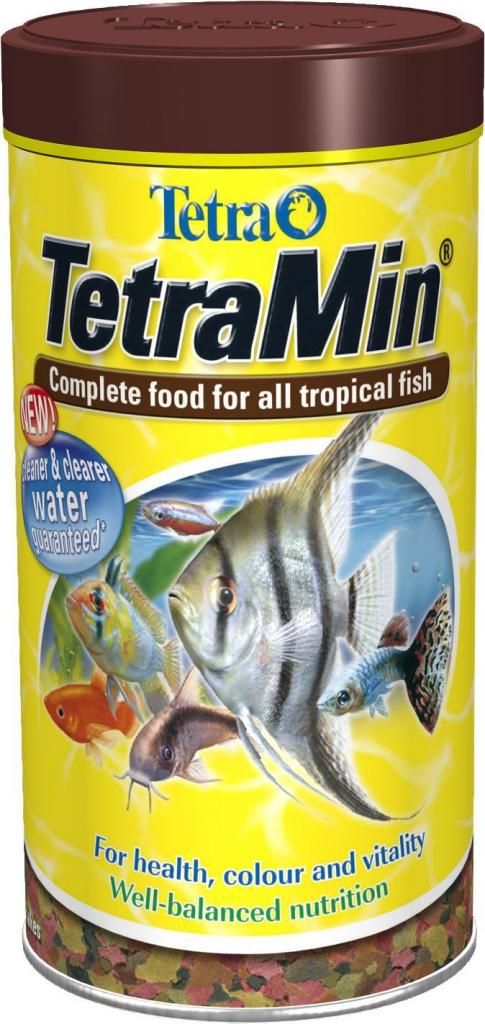 Tetra
TetraMin®
Complete food for all tropical fish
NEW!
cleaner & clearer
water
guaranteed*
For health, colour and vitality
Well-balanced nutrition